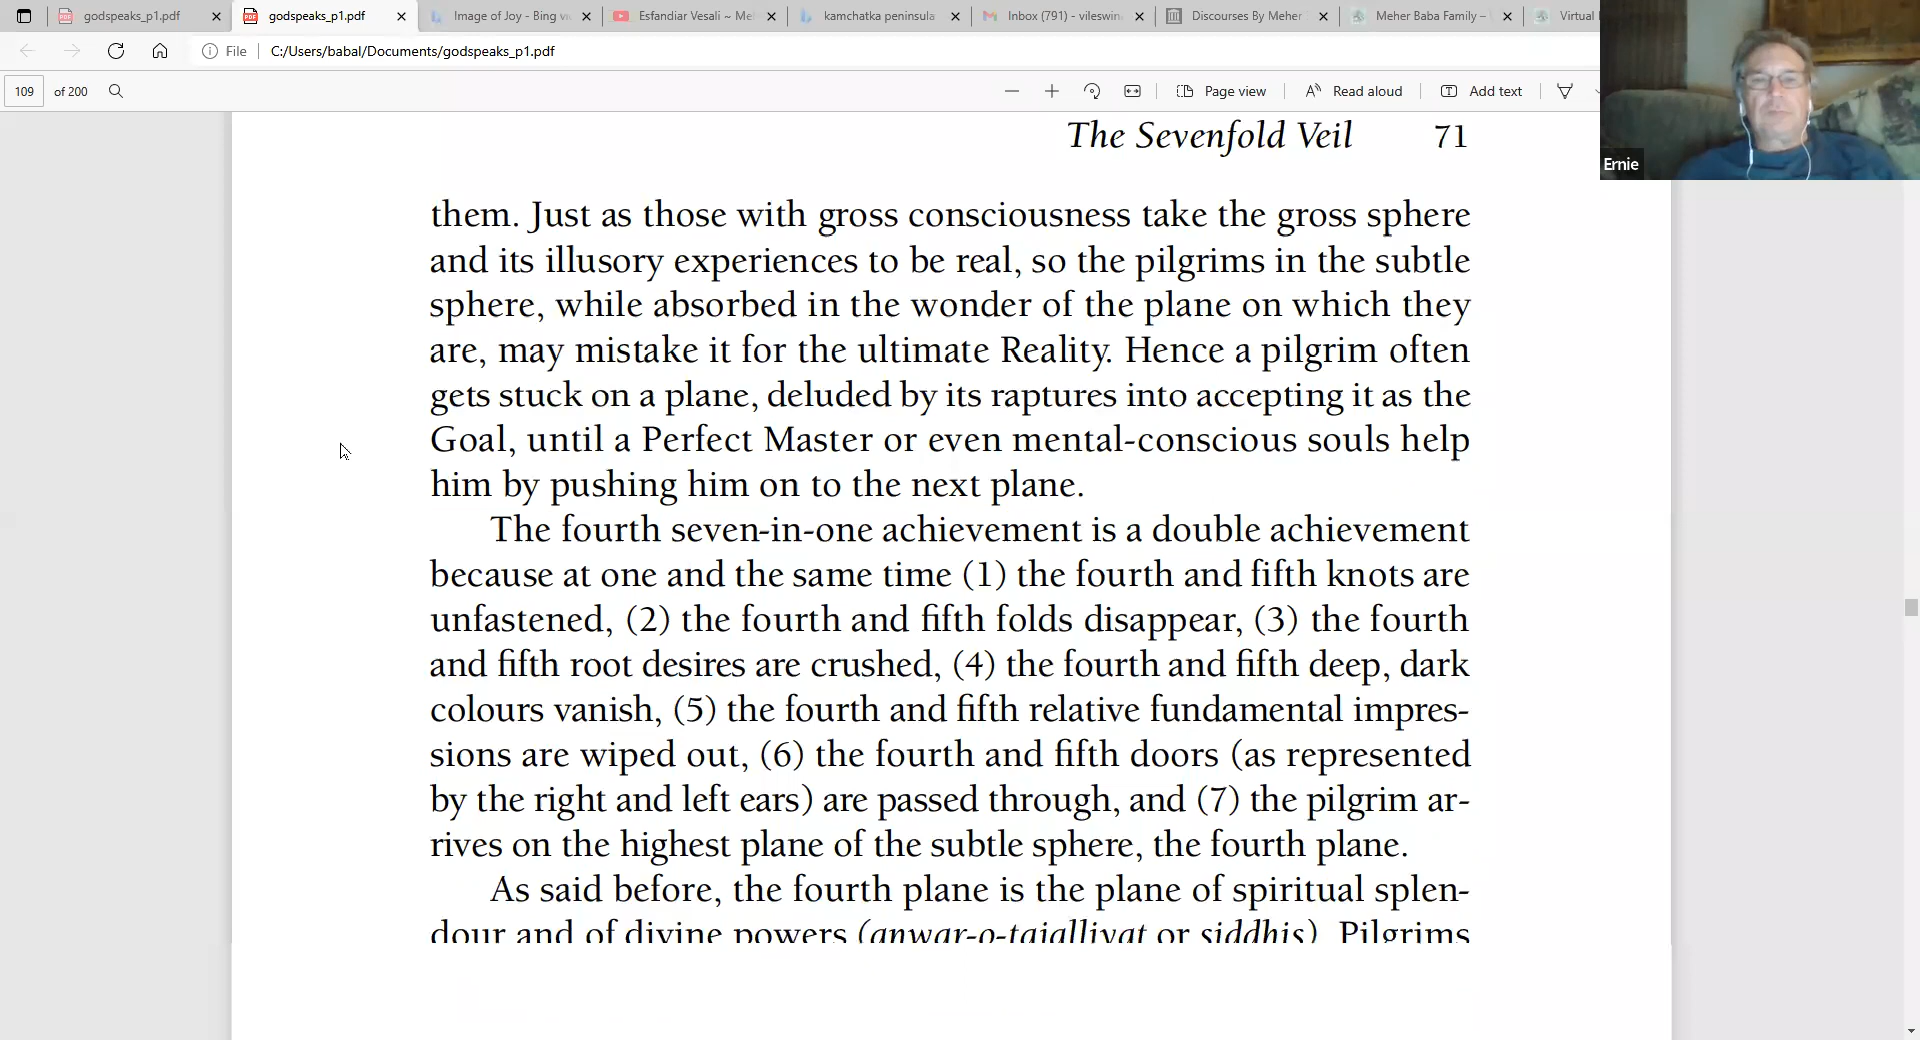 godspeaks_p1.pdf
godspeaks_p1.pdf
Image of Joy - Bing
Esfandiar Vesali ~
kamchatka peninsula
Inbox (791) -
Discourses By Meher
Meher Baba Family –
Virtual
File
C:/Users/babal/Documents/godspeaks_p1.pdf
109 of 200
Page view
Read aloud
Add text
Ernie
The Sevenfold Veil 71
them. Just as those with gross consciousness take the gross sphere
and its illusory experiences to be real, so the pilgrims in the subtle
sphere, while absorbed in the wonder of the plane on which they
are, may mistake it for the ultimate Reality. Hence a pilgrim often
gets stuck on a plane, deluded by its raptures into accepting it as the
Goal, until a Perfect Master or even mental-conscious souls help
him by pushing him on to the next plane.
The fourth seven-in-one achievement is a double achievement
because at one and the same time (1) the fourth and fifth knots are
unfastened, (2) the fourth and fifth folds disappear, (3) the fourth
and fifth root desires are crushed, (4) the fourth and fifth deep, dark
colours vanish, (5) the fourth and fifth relative fundamental impres-
sions are wiped out, (6) the fourth and fifth doors (as represented
by the right and left ears) are passed through, and (7) the pilgrim ar-
rives on the highest plane of the subtle sphere, the fourth plane.
As said before, the fourth plane is the plane of spiritual splen-
dour and of divine powers (anwar-o-tajalliyat or siddhis). Pilgrims